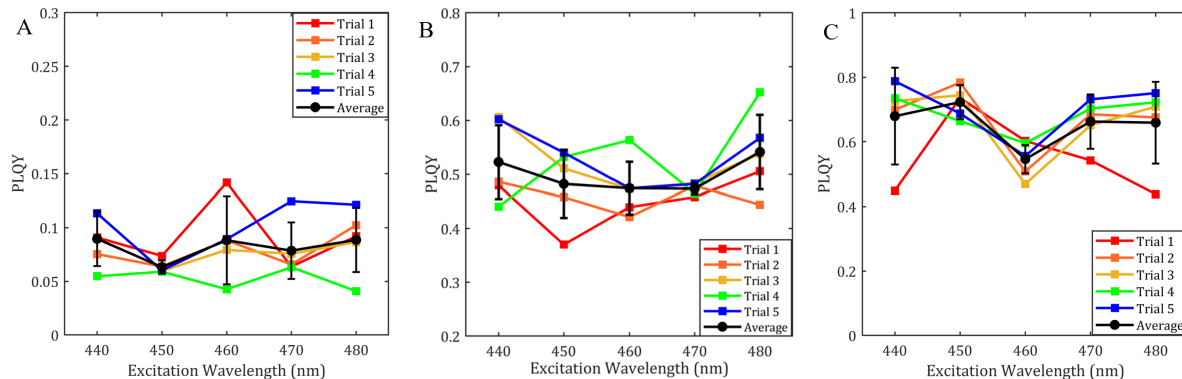 A
PLQY
0.3
0.25
0.2
0.15
0.1
0.05
0
440 450 460 470 480
Excitation Wavelength (nm)
Trial 1
Trial 2
Trial 3
Trial 4
Trial 5
Average
B
PLQY
0.8
0.7
0.6
0.5
0.4
0.3
0.2
440 450 460 470 480
Excitation Wavelength (nm)
Trial 1
Trial 2
Trial 3
Trial 4
Trial 5
Average
C
PLQY
1
0.8
0.6
0.4
0.2
0
440 450 460 470 480
Excitation Wavelength (nm)
Trial 1
Trial 2
Trial 3
Trial 4
Trial 5
Average